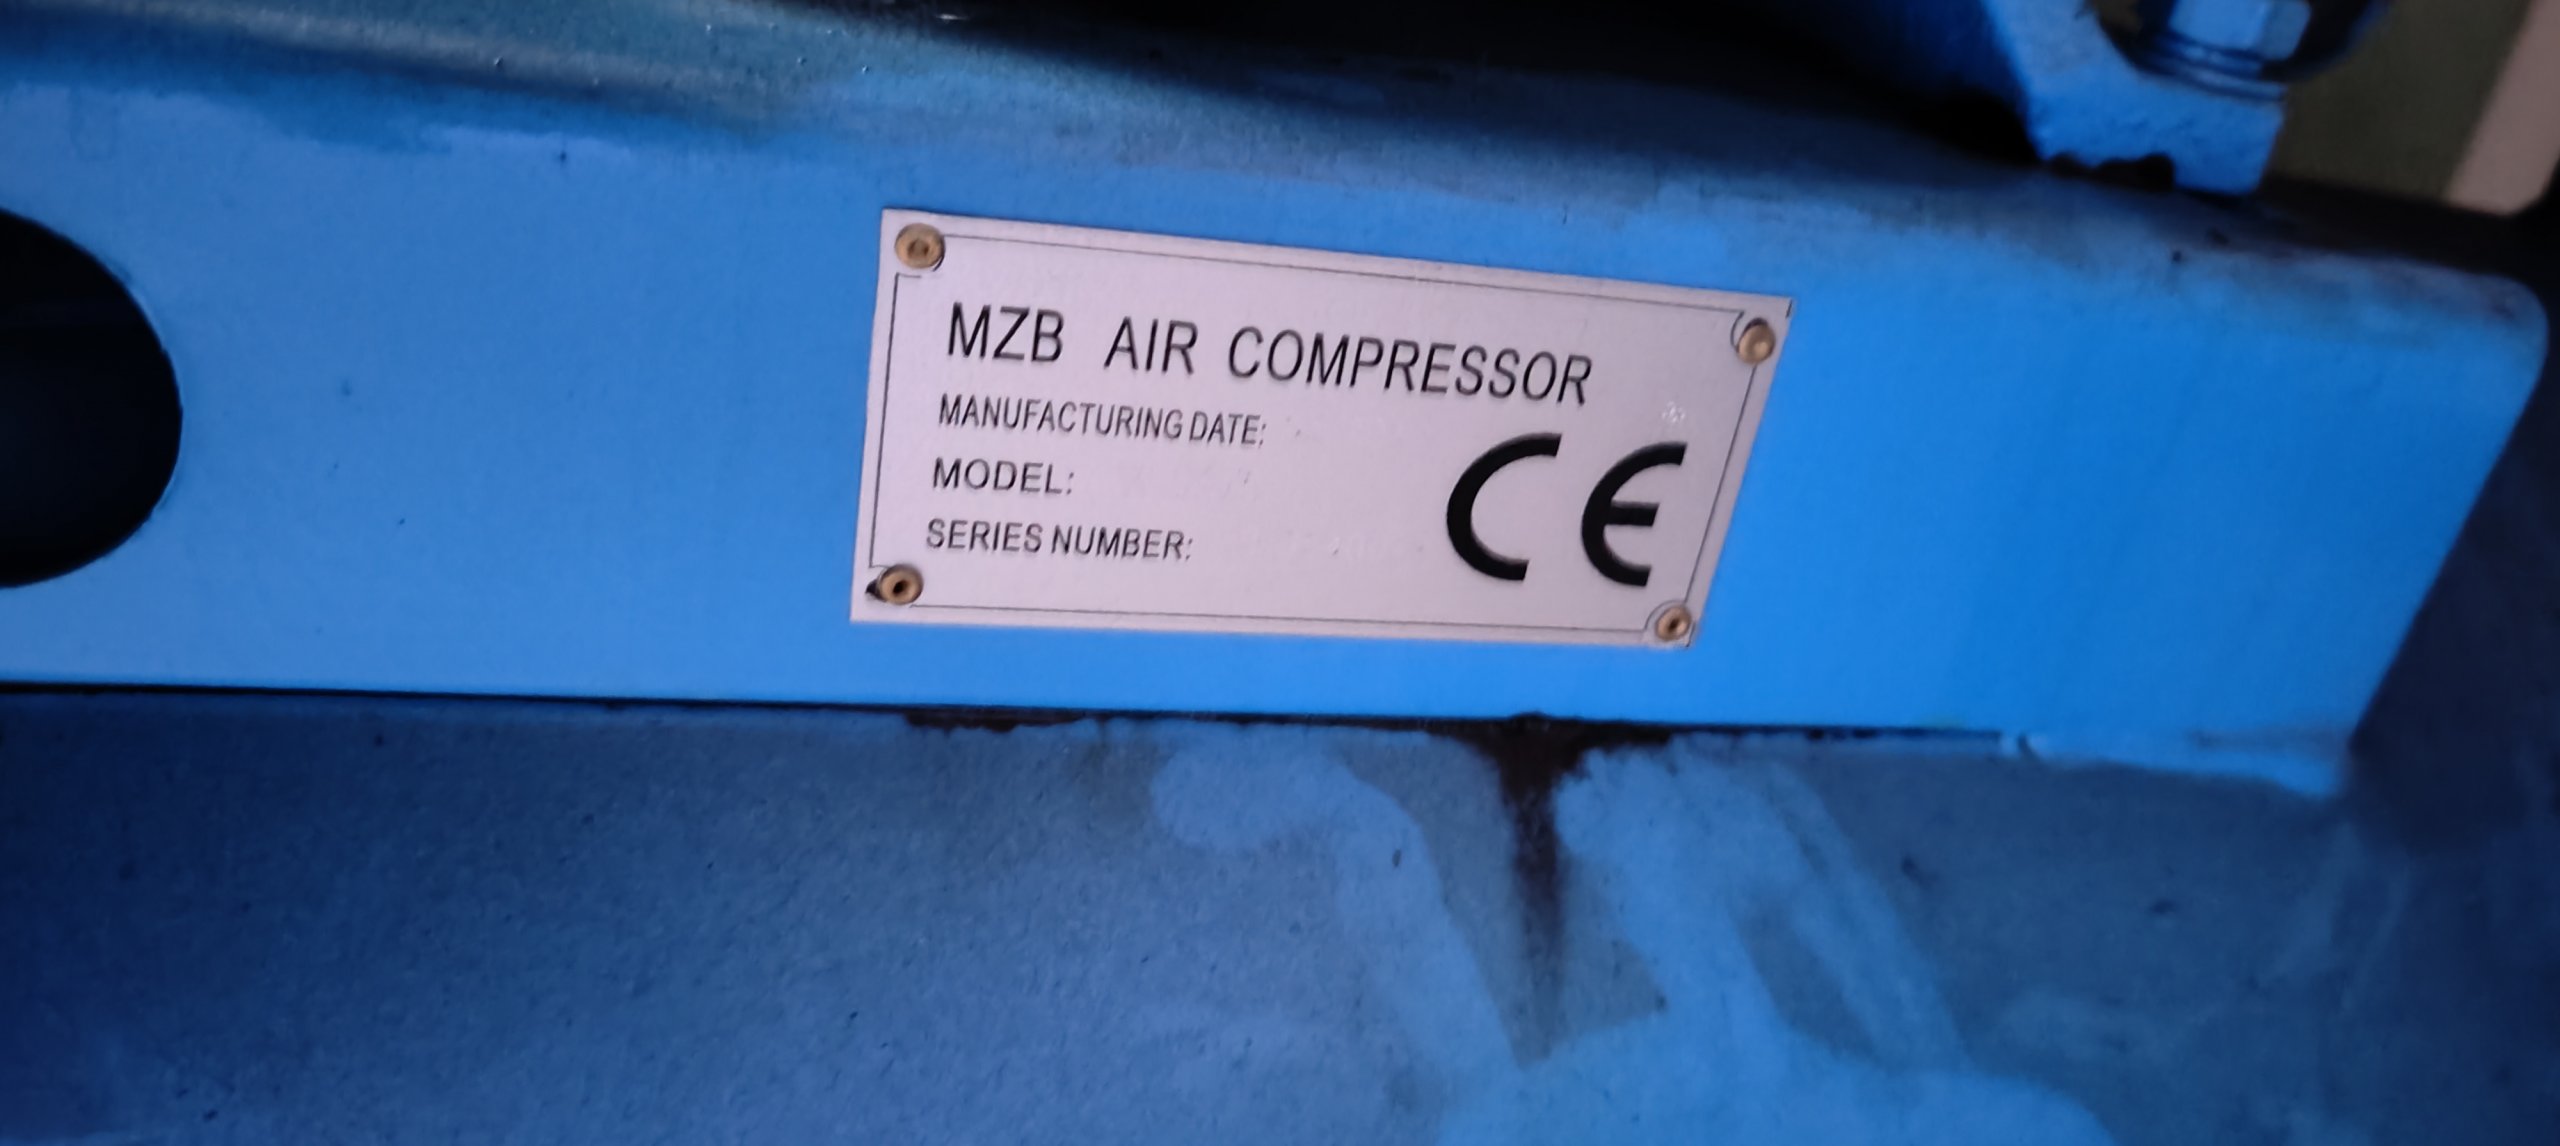 MZB AIR COMPRESSOR
MANUFACTURING DATE:
MODEL:
SERIES NUMBER:
CE